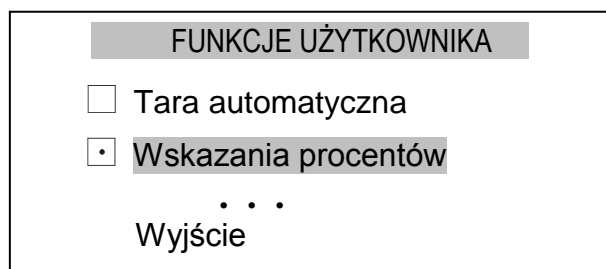 FUNKCJE UŻYTKOWNIKA
Tara automatyczna
Wskazania procentów
. . .
Wyjście